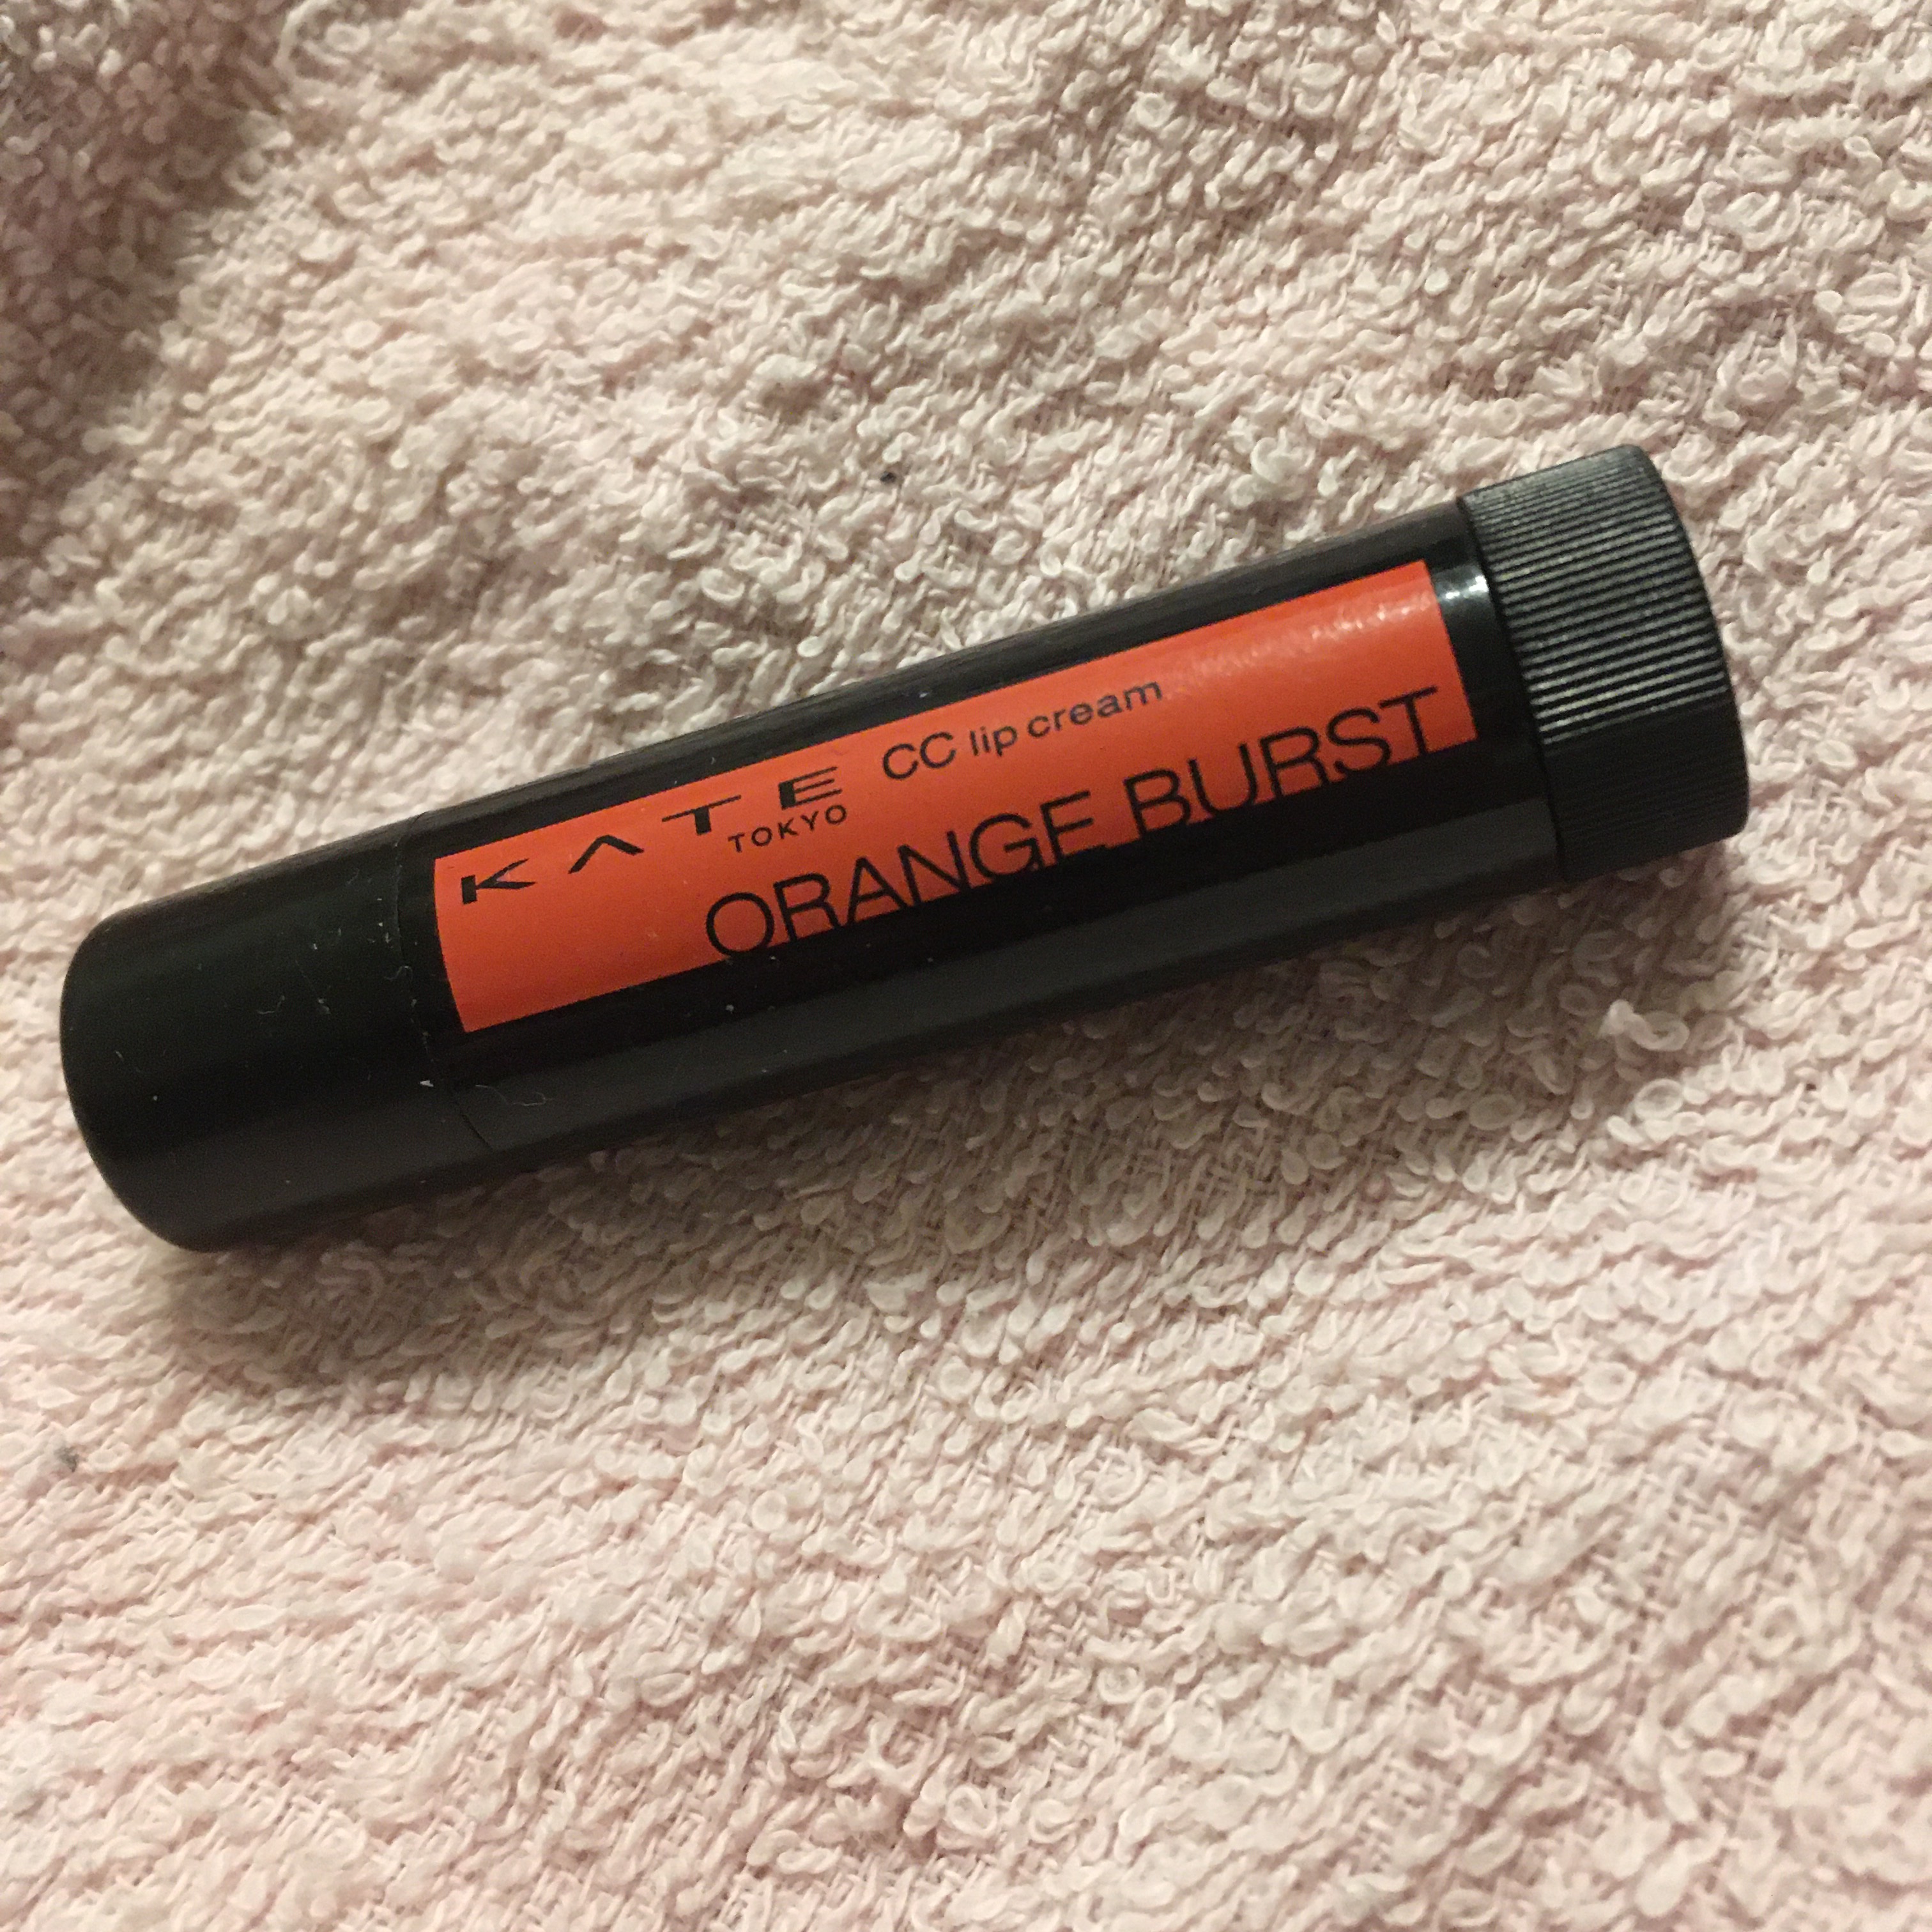 KATE CC lip cream
TOKYO
ORANGE BURST